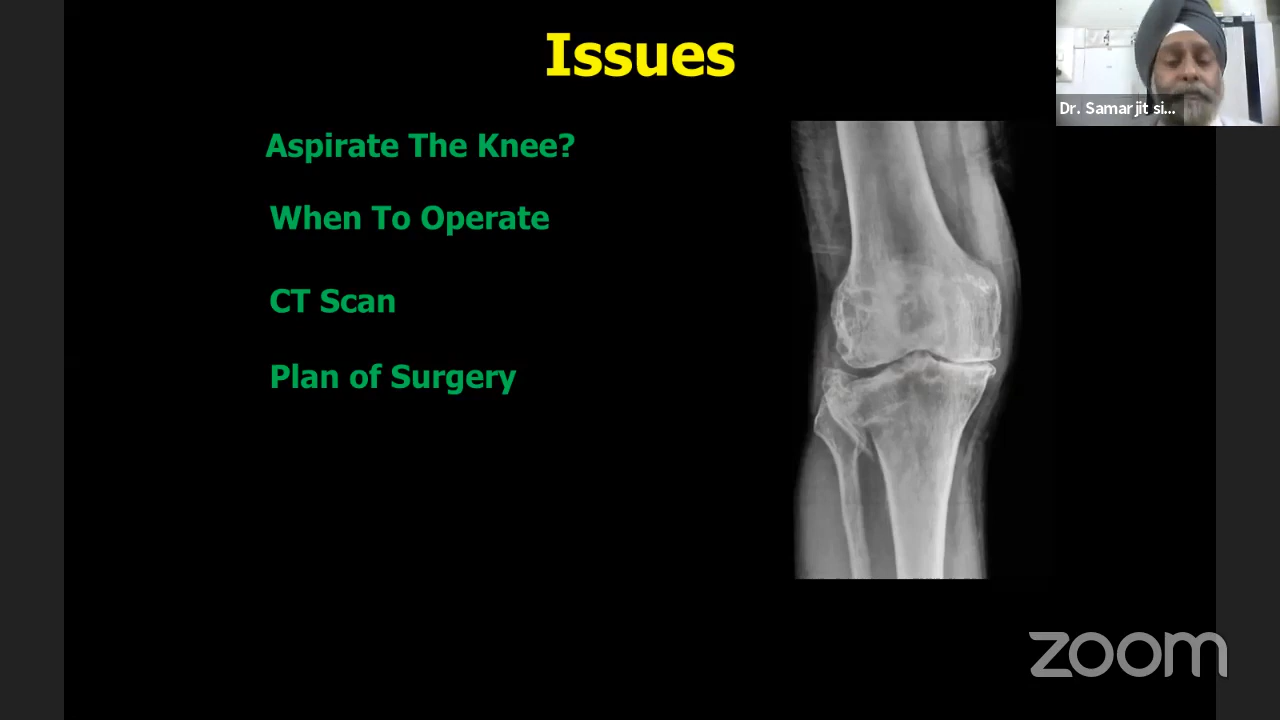 Issues
Dr. Samarjit si...
Aspirate The Knee?
When To Operate
CT Scan
Plan of Surgery
zoom